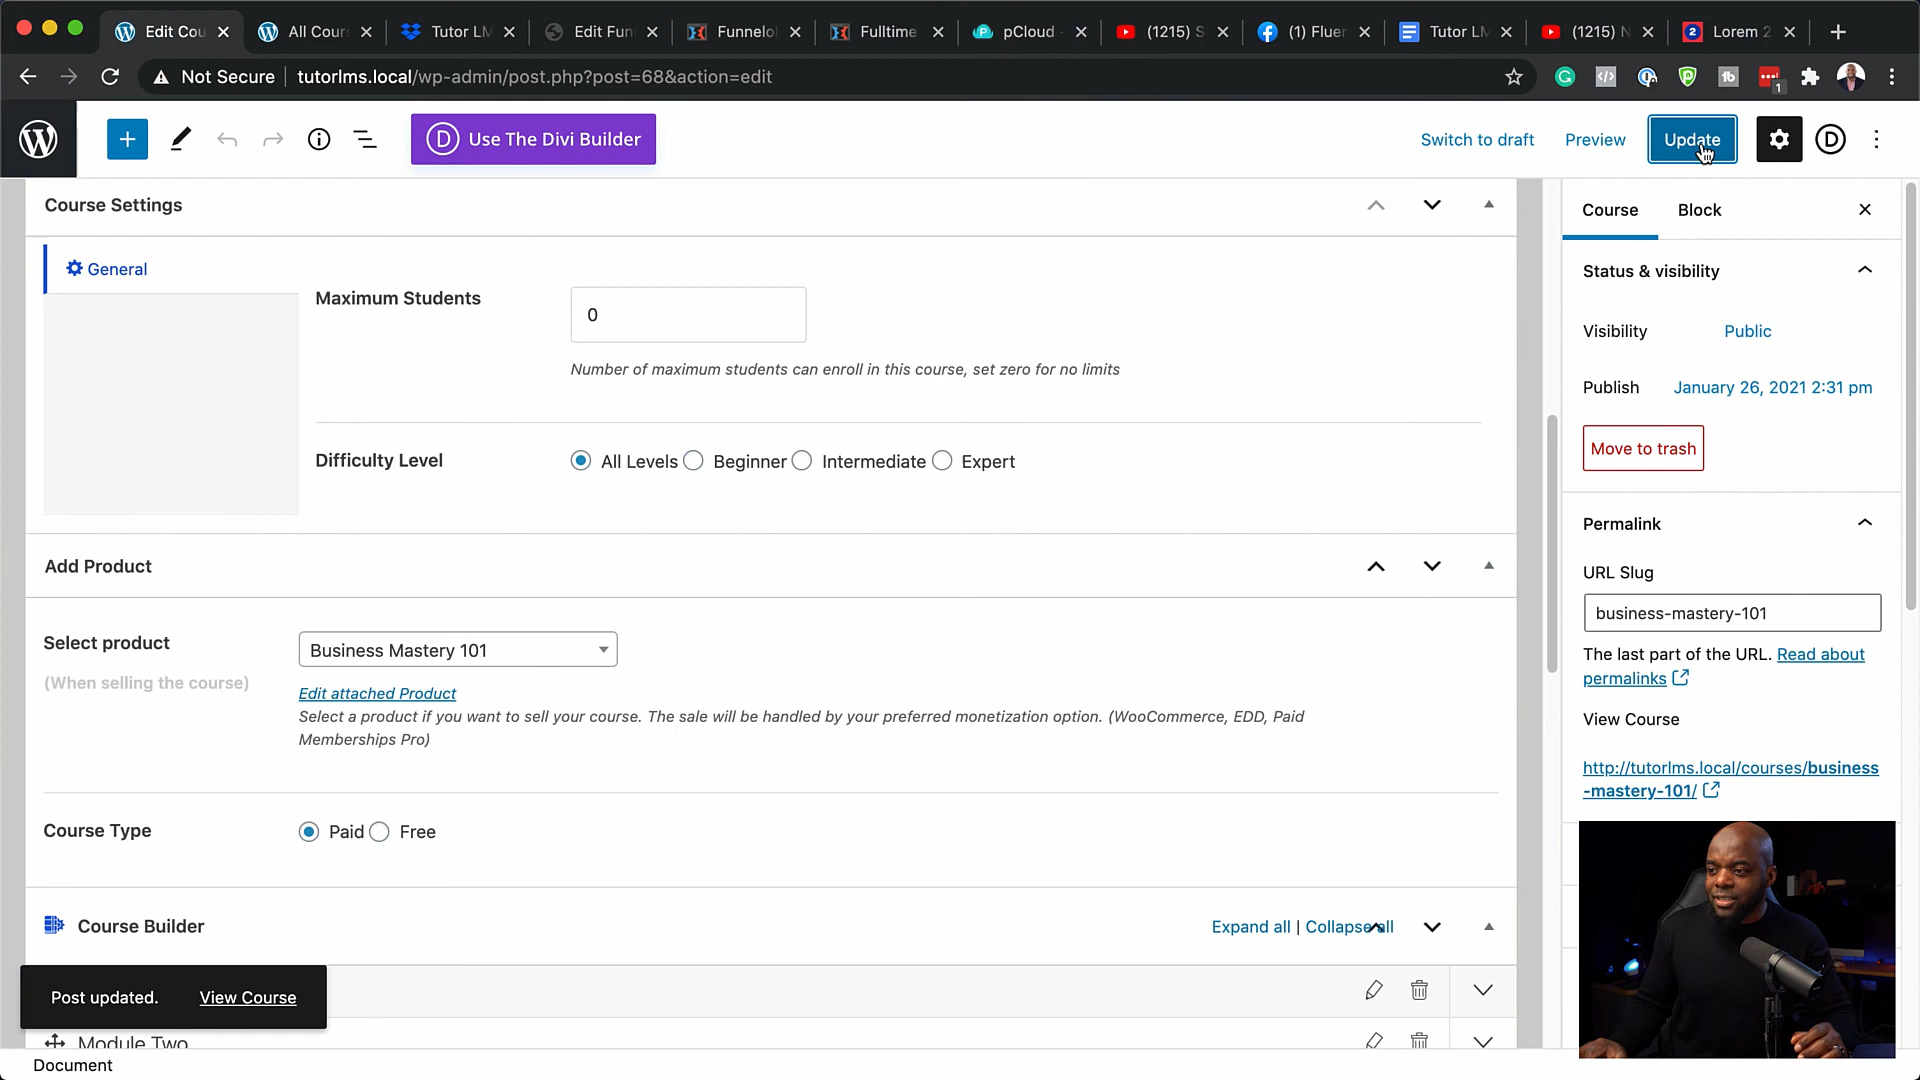 Edit Cou
All Cour
Tutor LM
Edit Fun
Funnelo
Fulltime
pCloud -
(1215) S
(1) Fluer
Tutor LM
(1215) N
Lorem 2
Not Secure
tutorlms.local/wp-admin/post.php?post=68&action=edit
1
Use The Divi Builder
Switch to draft
Preview
Update
Course Settings
Course
Block
General
Status & visibility
Maximum Students
0
Visibility
Public
Number of maximum students can enroll in this course, set zero for no limits
Publish
January 26, 2021 2:31 pm
Move to trash
Difficulty Level
All Levels
Beginner
Intermediate
Expert
Permalink
Add Product
URL Slug
business-mastery-101
Select product
Business Mastery 101
(When selling the course)
The last part of the URL. Read about
permalinks
Edit attached Product
Select a product if you want to sell your course. The sale will be handled by your preferred monetization option. (WooCommerce, EDD, Paid
Memberships Pro)
View Course
http://tutorlms.local/courses/business
-mastery-101/
Course Type
Paid
Free
Course Builder
Expand all | Collapse all
Post updated.
View Course
Module Two
Document